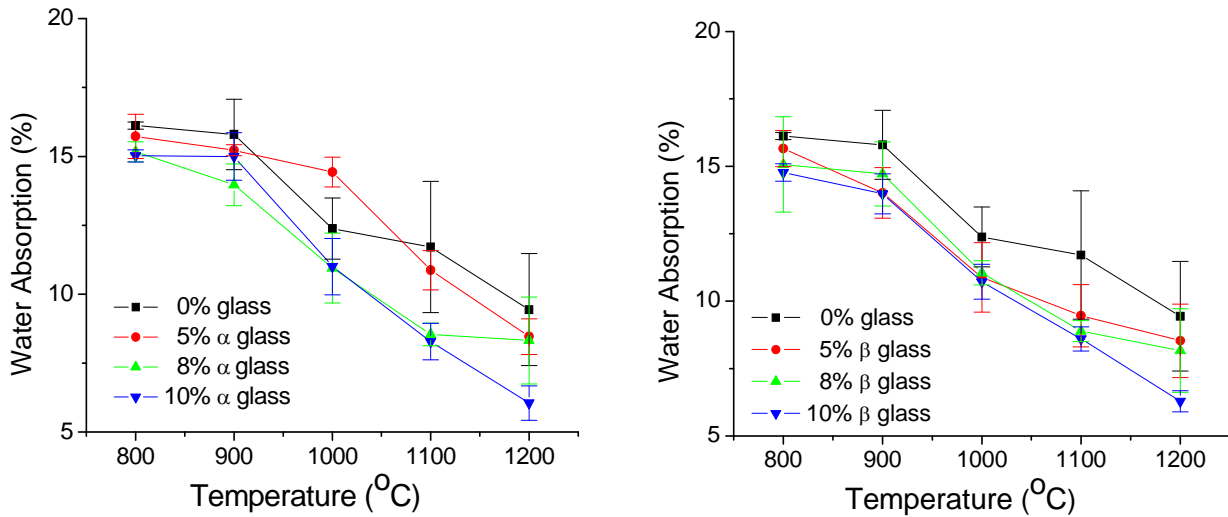 20
15
10
5
Water Absorption (%)
0% glass
5% α glass
8% α glass
10% α glass
800 900 1000 1100 1200
Temperature (°C)
20
15
10
5
Water Absorption (%)
0% glass
5% β glass
8% β glass
10% β glass
800 900 1000 1100 1200
Temperature (°C)